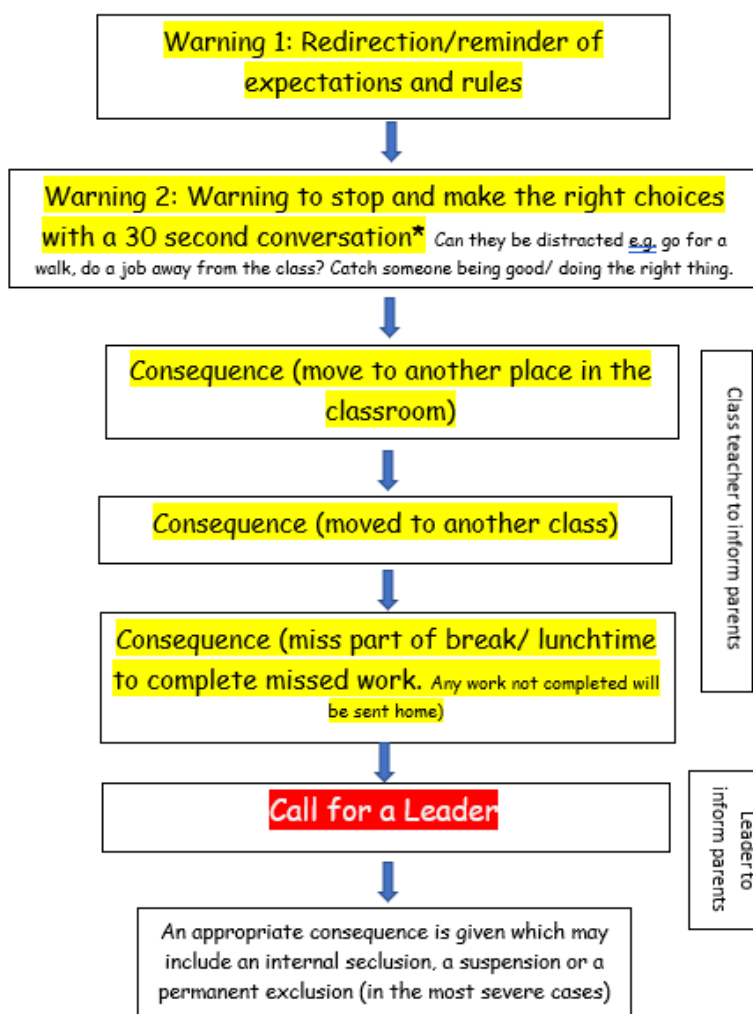 Warning 1: Redirection/reminder of
expectations and rules
Warning 2: Warning to stop and make the right choices
with a 30 second conversation* Can they be distracted e.g. go for a
walk, do a job away from the class? Catch someone being good/ doing the right thing.
Consequence (move to another place in the
classroom)
Consequence (moved to another class)
Consequence (miss part of break/ lunchtime
to complete missed work. Any work not completed will
be sent home)
Class teacher to inform parents
Call for a Leader
Leader to
inform parents
An appropriate consequence is given which may
include an internal seclusion, a suspension or a
permanent exclusion (in the most severe cases)